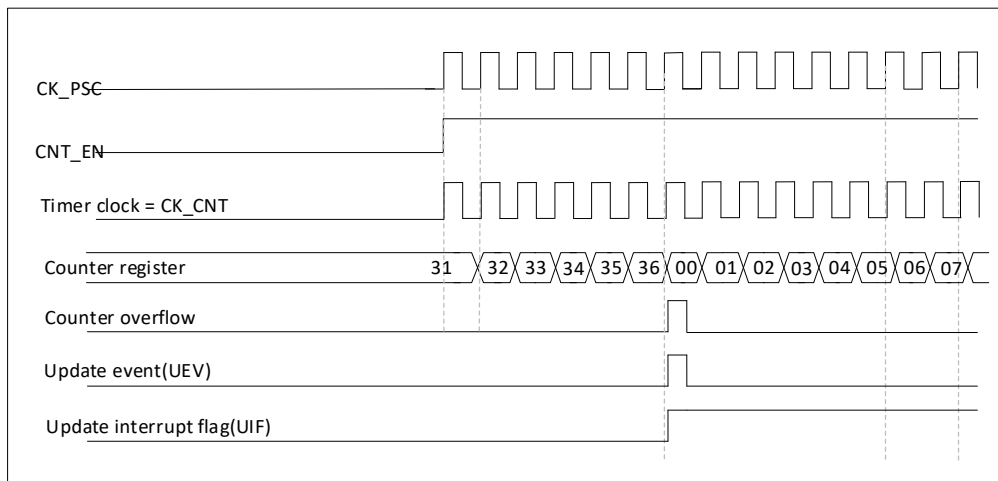 CK_PSC
CNT_EN
Timer clock = CK_CNT
Counter register 31 32 33 34 35 36 00 01 02 03 04 05 06 07
Counter overflow
Update event(UEV)
Update interrupt flag(UIF)